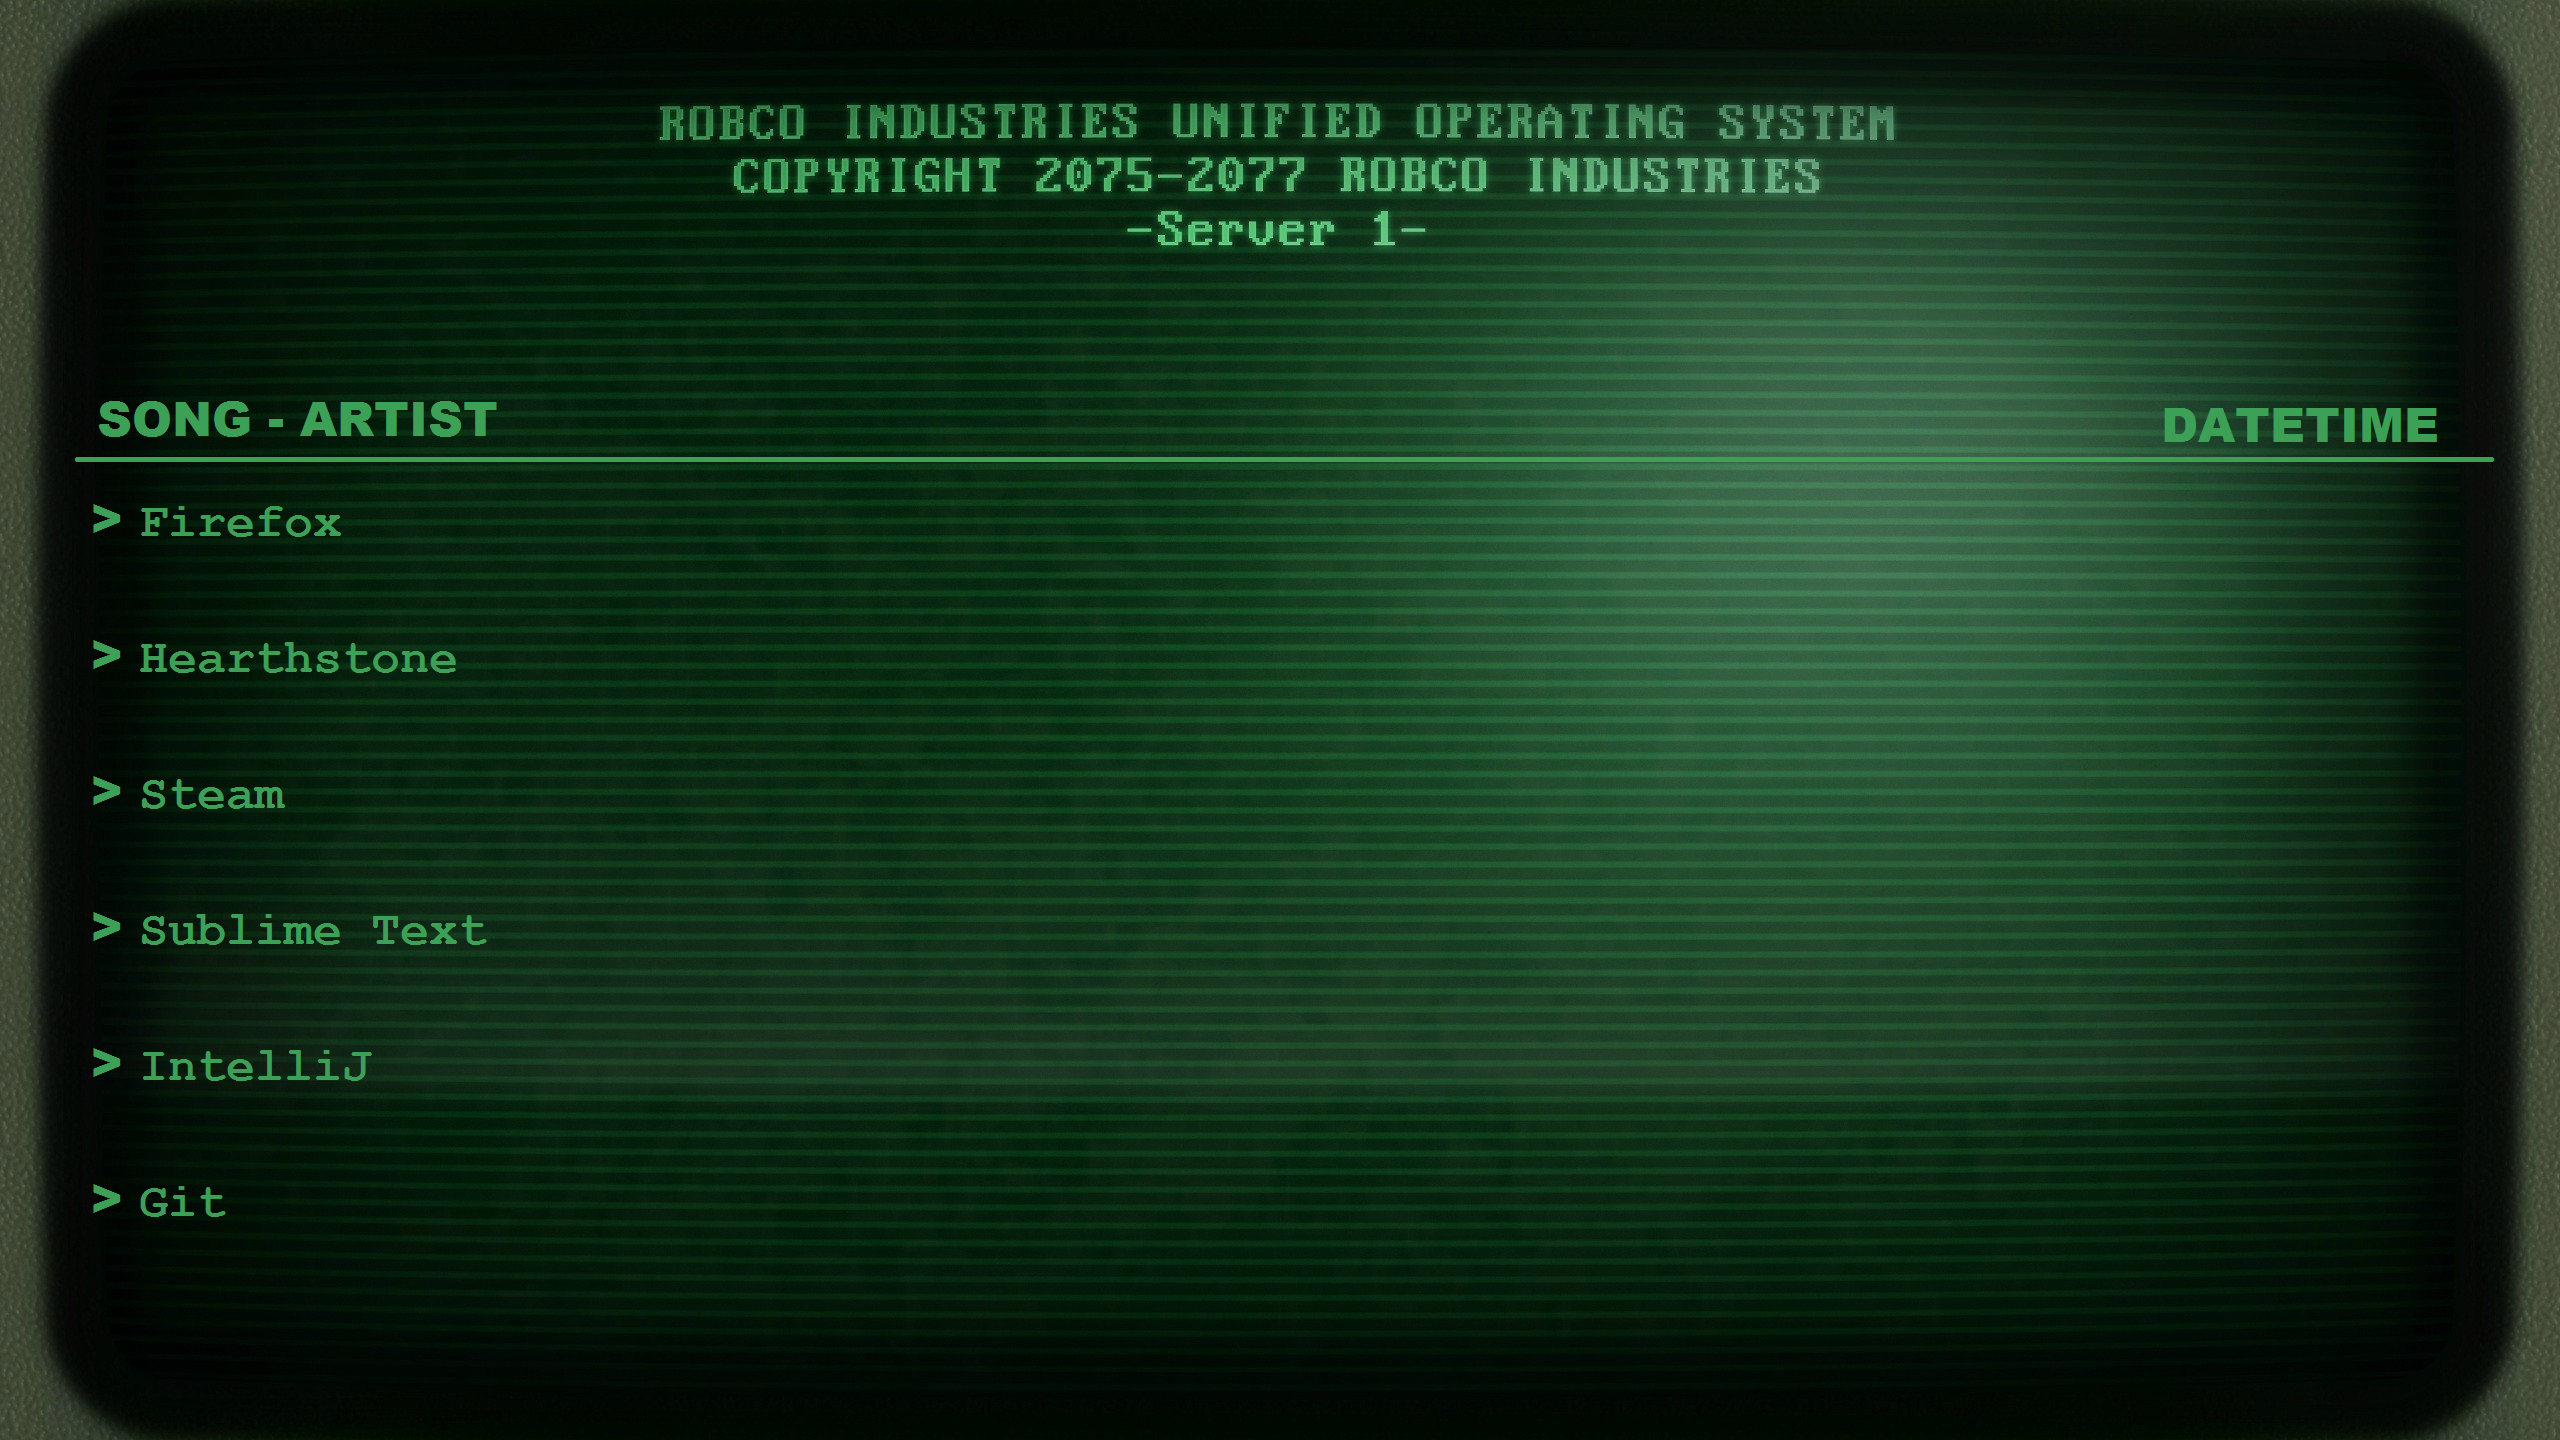 ROBCO INDUSTRIES UNIFIED OPERATING SYSTEM
COPYRIGHT 2075-2077 ROBCO INDUSTRIES
-Server 1-
SONG - ARTIST DATETIME
> Firefox
> Hearthstone
> Steam
> Sublime Text
> IntelliJ
> Git